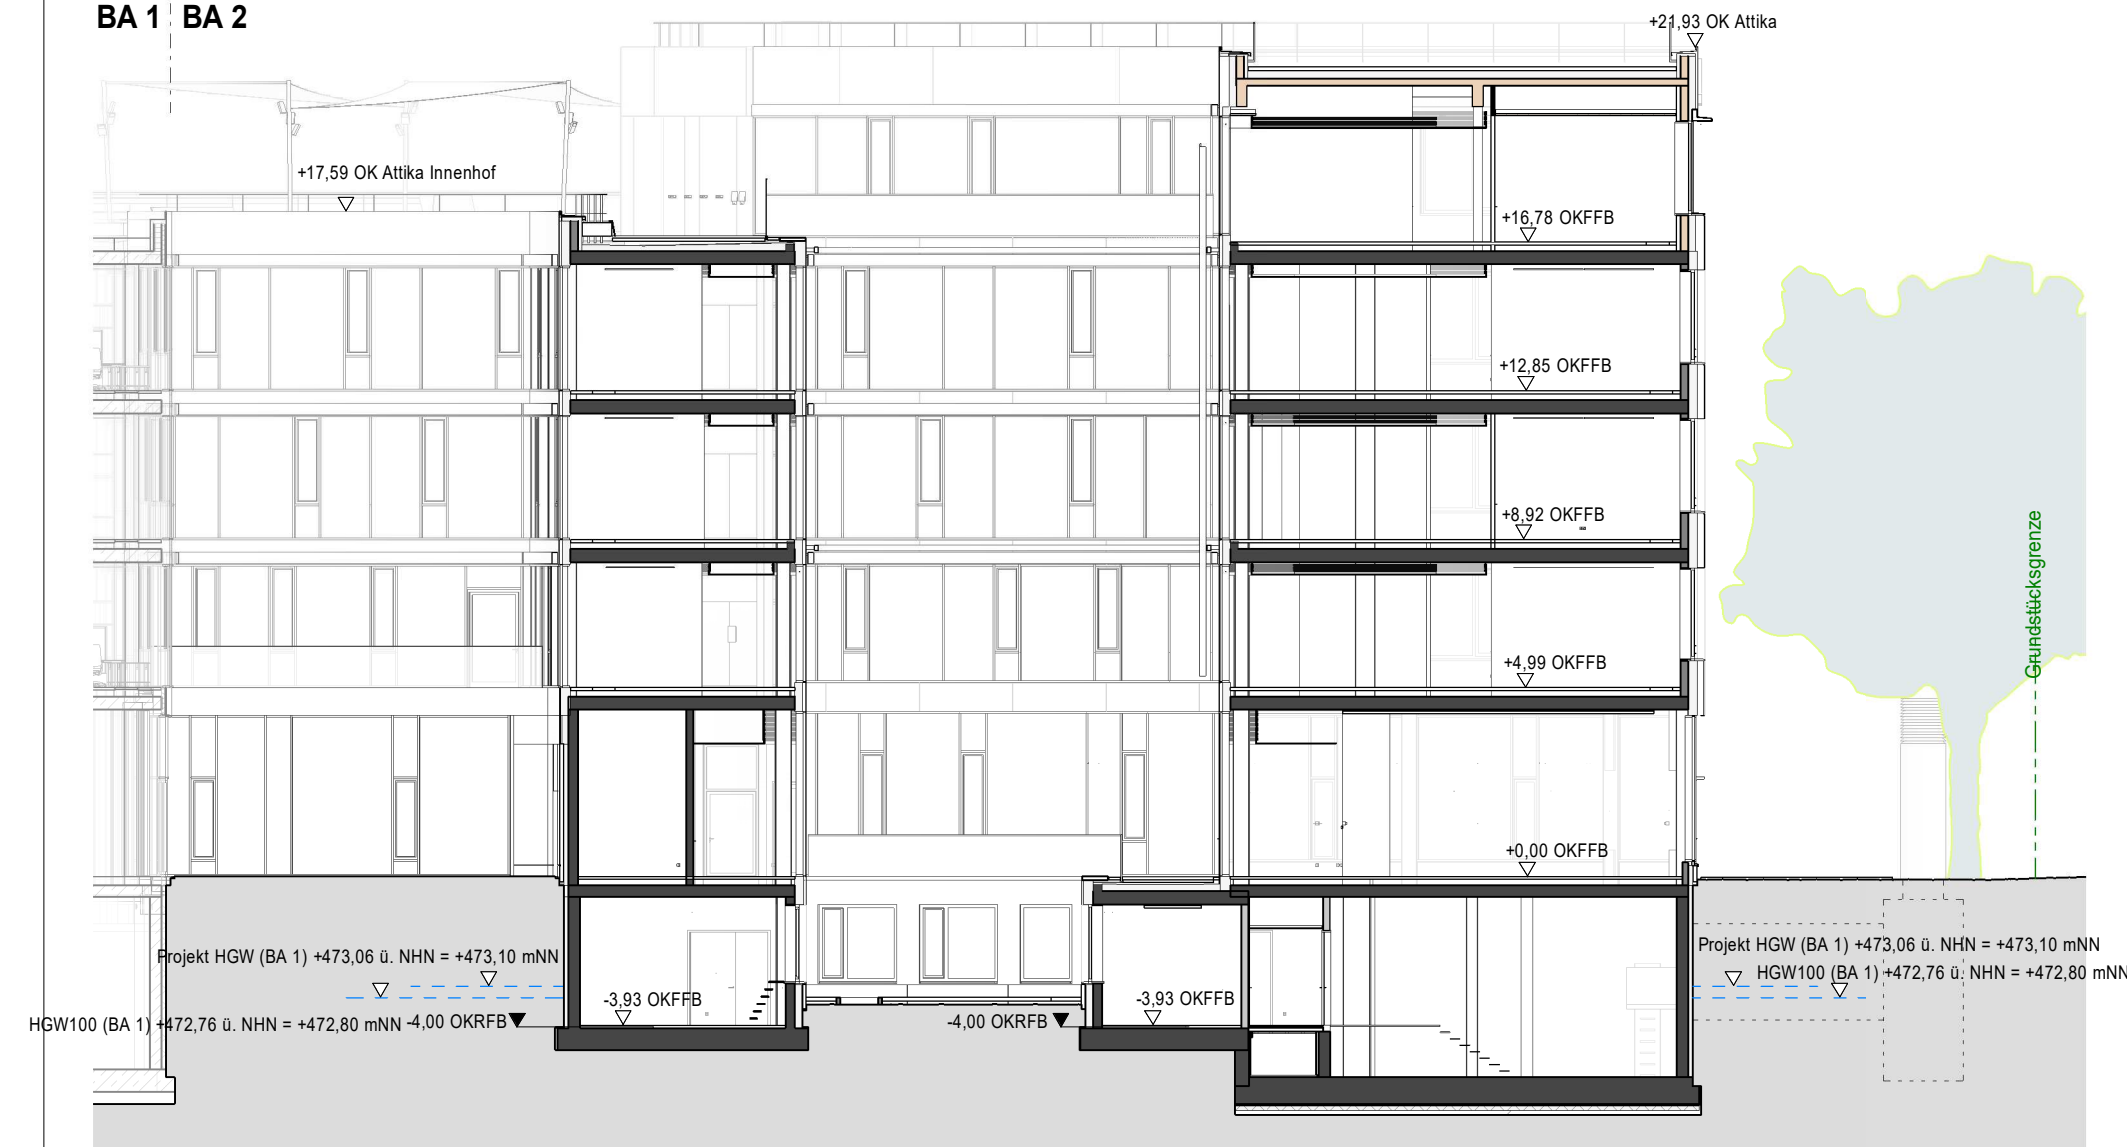 BA 1 BA 2
+21,93 OK Attika
+17,59 OK Attika Innenhof
+16,78 OKFFB
+12,85 OKFFB
+8,92 OKFFB
Grundstücksgrenze
+4,99 OKFFB
+0,00 OKFFB
Projekt HGW (BA 1) +473,06 ü. NHN = +473,10 mNN
Projekt HGW (BA 1) +473,06 ü. NHN = +473,10 mNN
HGW100 (BA 1) +472,76 ü. NHN = +472,80 mNN
-3,93 OKFFB
-3,93 OKFFB
HGW100 (BA 1) +472,76 ü. NHN = +472,80 mNN
-4,00 OKRFB
-4,00 OKRFB